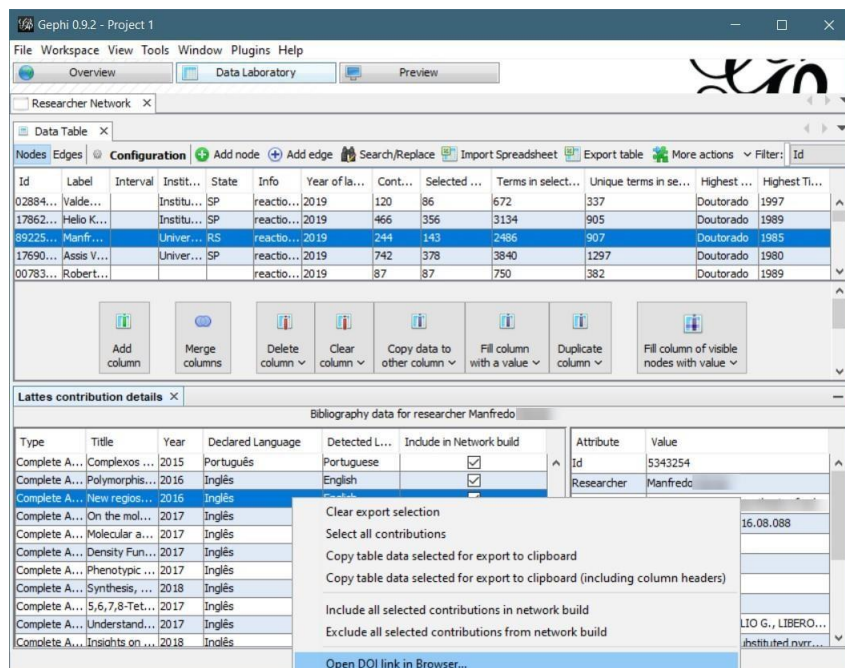 Gephi 0.9.2 - Project 1
File Workspace View Tools Window Plugins Help
Overview Data Laboratory Preview
Researcher Network
Data Table
Nodes Edges Configuration Add node Add edge Search/Replace Import Spreadsheet Export table More actions Filter: Id
Id Label Interval Instit... State Info Year of la... Cont... Selected ... Terms in select... Unique terms in se... Highest ... Highest Ti...
02884... Valde... Institu... SP reactio... 2019 120 86 672 337 Doutorado 1997
17862... Helio K... Institu... SP reactio... 2019 466 356 3134 905 Doutorado 1989
89225... Manfr... Univer... RS reactio... 2019 244 143 2486 907 Doutorado 1985
17690... Assis V... Univer... SP reactio... 2019 742 378 3840 1297 Doutorado 1980
00783... Robert... reactio... 2019 87 87 750 382 Doutorado 1989
Add column
Merge columns
Delete column
Clear column
Copy data to other column
Fill column with a value
Duplicate column
Fill column of visible nodes with value
Lattes contribution details
Bibliography data for researcher Manfredo
Type Titlle Year Declared Language Detected L... Include in Network build Attribute Value
Complete A... Complexos ... 2015 Português Portuguese Id 5343254
Complete A... Polymorphis... 2016 Inglês English Researcher Manfredo
Complete A... New regios... 2016 Inglês English
Complete A... On the mol... 2017 Inglês 16.08.088
Complete A... Molecular a... 2017 Inglês
Complete A... Density Fun... 2017 Inglês
Complete A... Phenotypic ... 2017 Inglês
Complete A... Synthesis, ... 2018 Inglês
Complete A... 5,6,7,8-Tet... 2017 Inglês
Complete A... Understand... 2017 Inglês LIO G., LIBERO...
Complete A... Insights on ... 2018 Inglês ubstituted pyrr...
Clear export selection
Select all contributions
Copy table data selected for export to clipboard
Copy table data selected for export to clipboard (including column headers)
Include all selected contributions in network build
Exclude all selected contributions from network build
Open DOI link in Browser...